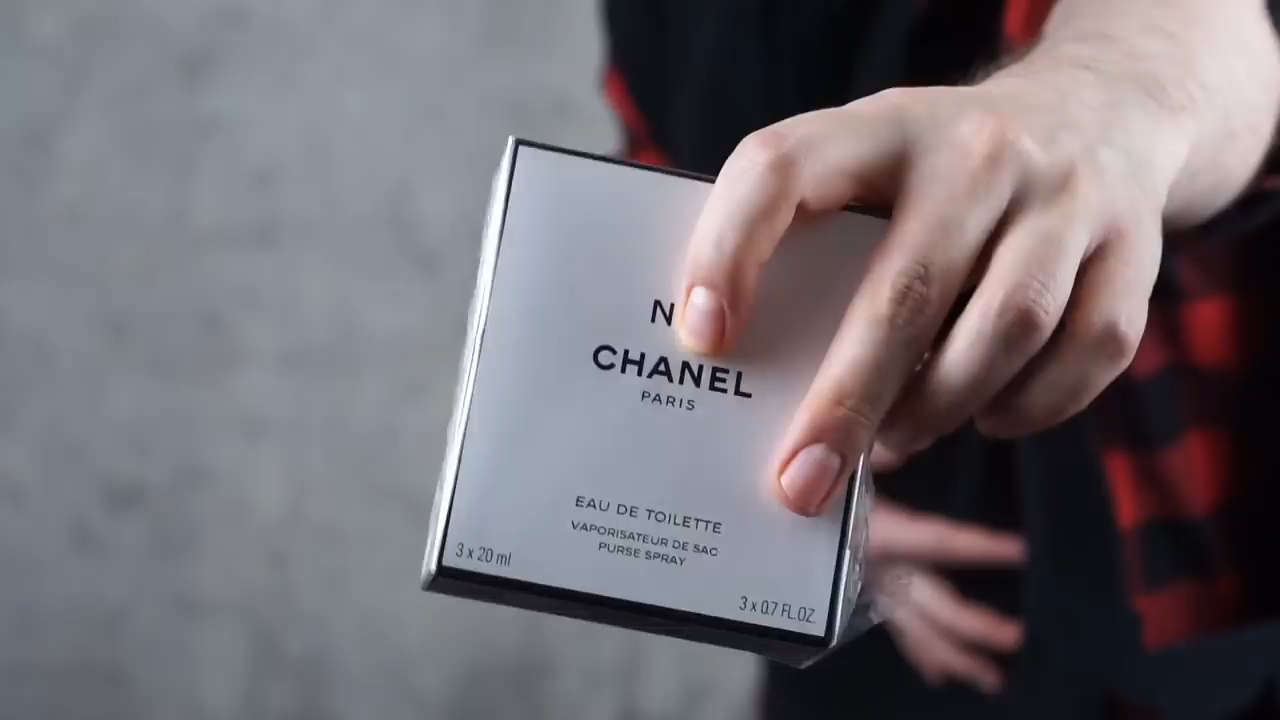 N
CHANEL
PARIS
EAU DE TOILETTE
VAPORISATEUR DE SAC
PURSE SPRAY
3 x 20 ml
3 x 0.7 FL.OZ.